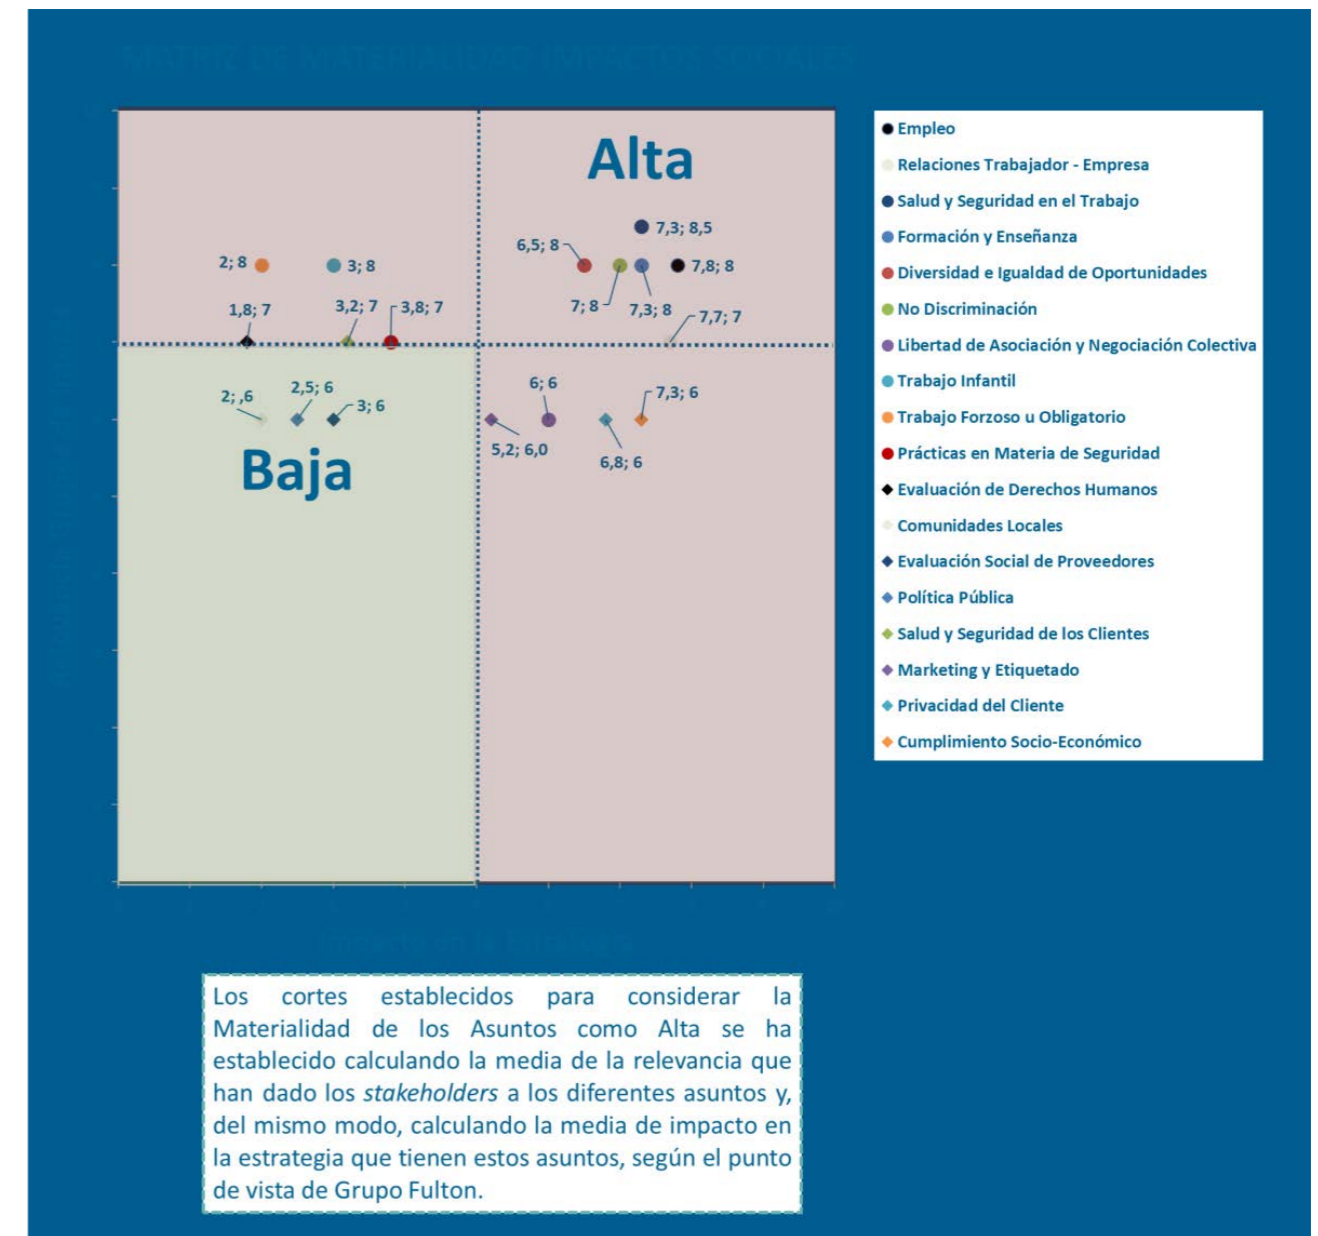 MATRIZ DE MATERIALIDAD IMPACTOS SOCIALES
Alta
7,3; 8,5
6,5; 8
2; 8
3; 8
7,8; 8
1,8; 7
3,2; 7
3,8; 7
7; 8
7,3; 8
7,7; 7
2; ,6
2,5; 6
3; 6
6; 6
7,3; 6
5,2; 6,0
6,8; 6
Baja
Empleo
Relaciones Trabajador - Empresa
Salud y Seguridad en el Trabajo
Formación y Enseñanza
Diversidad e Igualdad de Oportunidades
No Discriminación
Libertad de Asociación y Negociación Colectiva
Trabajo Infantil
Trabajo Forzoso u Obligatorio
Prácticas en Materia de Seguridad
Evaluación de Derechos Humanos
Comunidades Locales
Evaluación Social de Proveedores
Política Pública
Salud y Seguridad de los Clientes
Marketing y Etiquetado
Privacidad del Cliente
Cumplimiento Socio-Económico
Los cortes establecidos para considerar la
Materialidad de los Asuntos como Alta se ha
establecido calculando la media de la relevancia que
han dado los stakeholders a los diferentes asuntos y,
del mismo modo, calculando la media de impacto en
la estrategia que tienen estos asuntos, según el punto
de vista de Grupo Fulton.